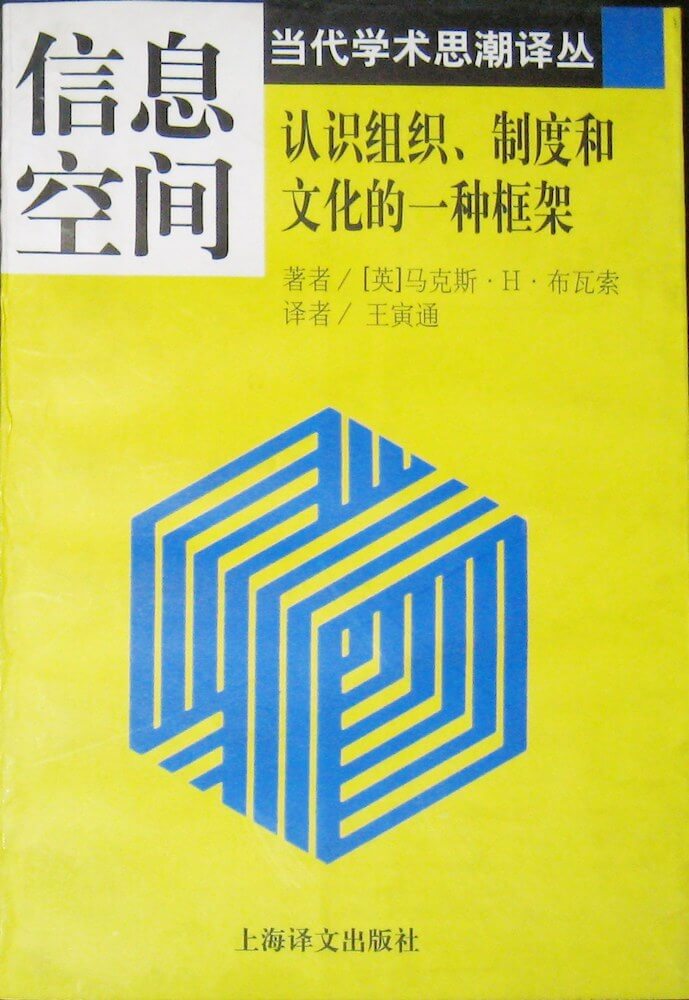 信息
空间
当代学术思潮译丛
认识组织、制度和
文化的一种框架
著者/[英]马克斯·H·布瓦索
译者/王寅通
上海译文出版社